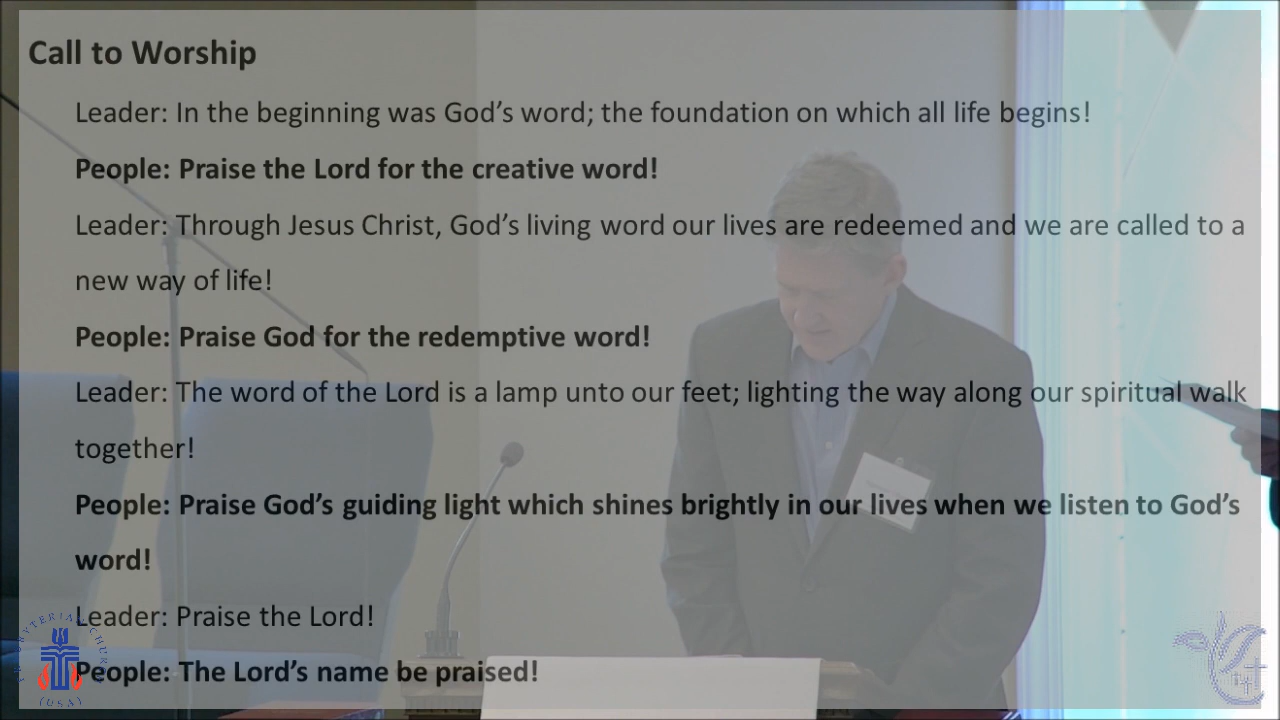 Call to Worship
Leader: In the beginning was God’s word; the foundation on which all life begins!
People: Praise the Lord for the creative word!
Leader: Through Jesus Christ, God’s living word our lives are redeemed and we are called to a
new way of life!
People: Praise God for the redemptive word!
Leader: The word of the Lord is a lamp unto our feet; lighting the way along our spiritual walk
together!
People: Praise God’s guiding light which shines brightly in our lives when we listen to God’s
word!
Leader: Praise the Lord!
People: The Lord’s name be praised!
PRESBYTERIAN CHURCH
(USA)